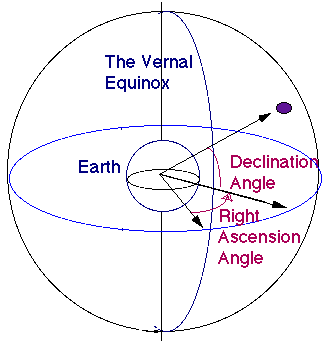 The Vernal
Equinox
Earth
Declination
Angle
Right
Ascension
Angle